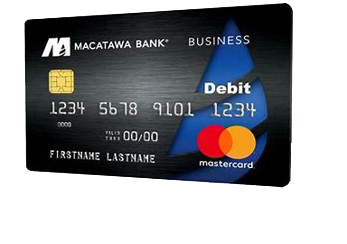 MACATAWA BANK® BUSINESS
Debit
1234 5678 9101 1234
0000
VALID THRU 00/00
FIRSTNAME LASTNAME
mastercard.